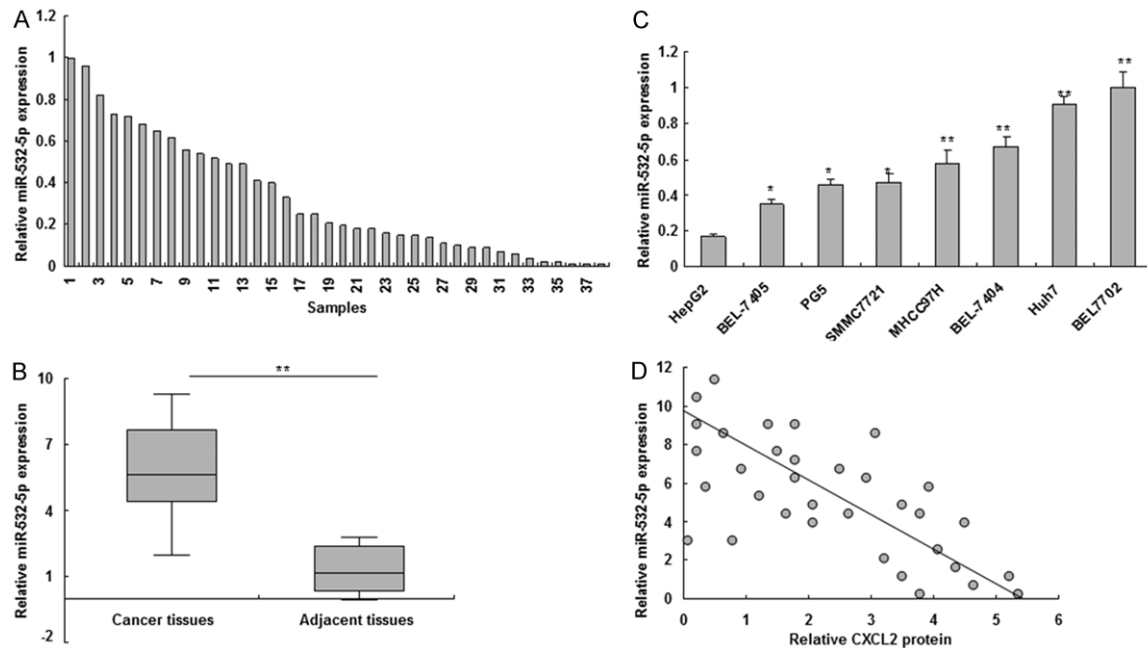 A
Relative miR-532-5p expression
1.2
1
0.8
0.6
0.4
0.2
0
1 3 5 7 9 11 13 15 17 19 21 23 25 27 29 31 33 35 37
Samples
C
Relative miR-532-5p expression
1.2
1
0.8
0.6
0.4
0.2
0
* * * ** ** ** **
HepG2 BEL-7405 PG5 SMMC7721 MHCC97H BEL-7404 Huh7 BEL7702
B
Relative miR-532-5p expression
10
7
4
1
-2
**
Cancer tissues Adjacent tissues
D
Relative miR-532-5p expression
12
10
8
6
4
2
0
0 1 2 3 4 5 6
Relative CXCL2 protein